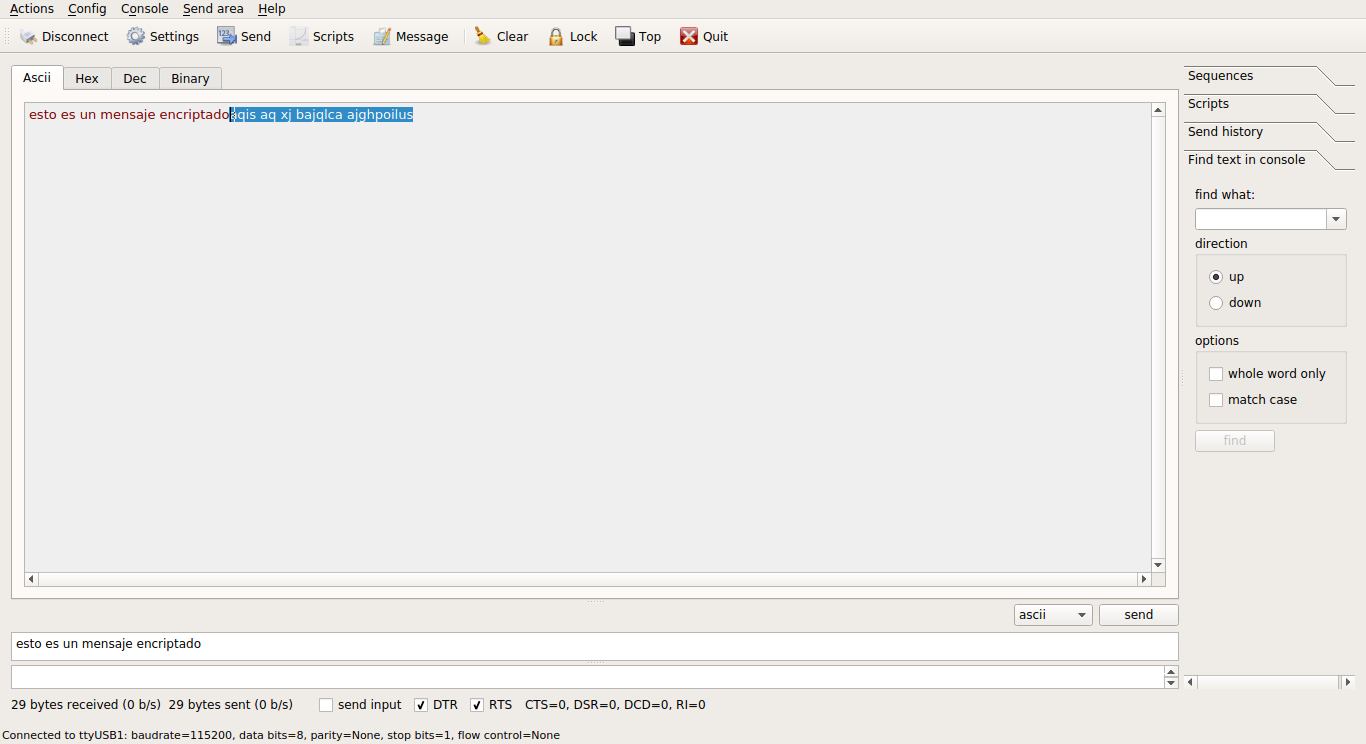 Actions Config Console Send area Help
Disconnect Settings Send Scripts Message Clear Lock Top Quit
Ascii Hex Dec Binary
esto es un mensaje encriptadoaqis aq xj bajqlca ajghpoilus
Sequences
Scripts
Send history
Find text in console
find what:
direction
up
down
options
whole word only
match case
find
ascii send
esto es un mensaje encriptado
29 bytes received (0 b/s) 29 bytes sent (0 b/s) send input DTR RTS CTS=0, DSR=0, DCD=0, RI=0
Connected to ttyUSB1: baudrate=115200, data bits=8, parity=None, stop bits=1, flow control=None